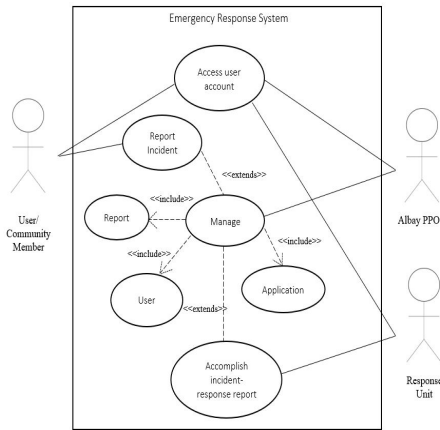 Emergency Response System
Access user
account
Report
Incident
<<extends>>
<<include>>
Report
Manage
<<include>>
<<include>>
User
<<extends>>
Application
Accomplish
incident-
response report
User/
Community
Member
Albay PPO
Response
Unit